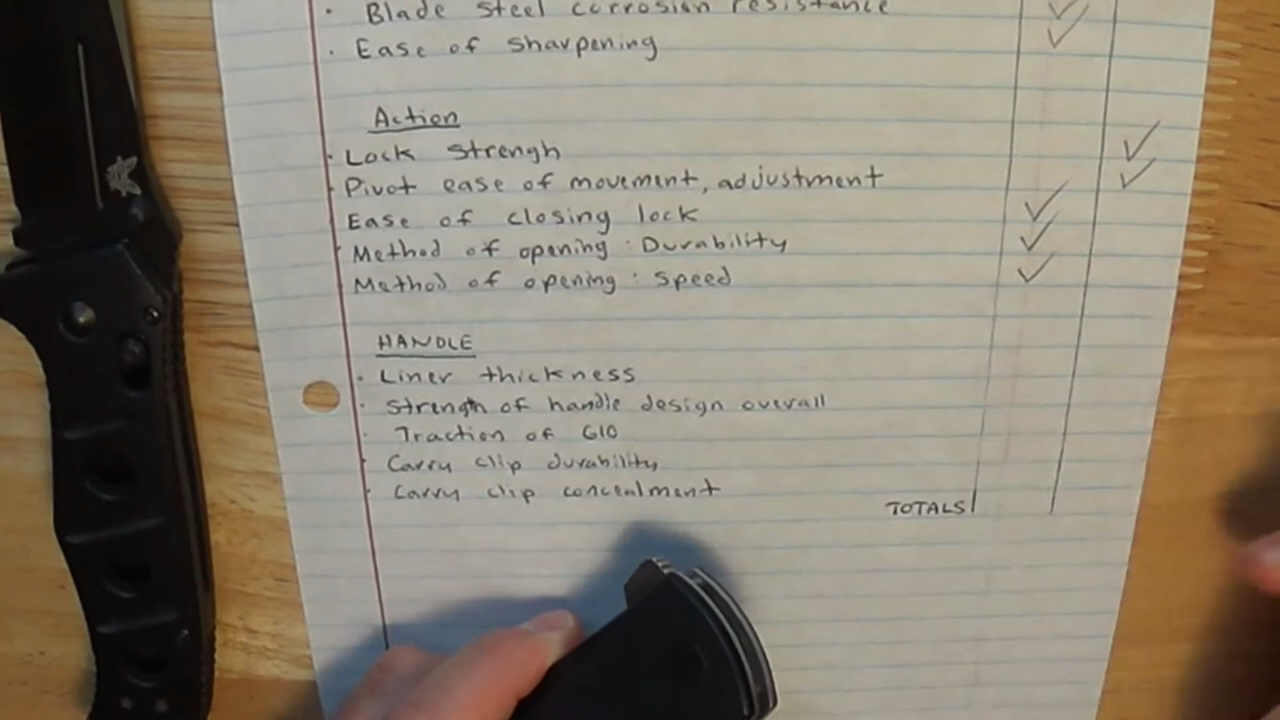 · Blade Steel corrosion resistance
· Ease of sharpening
Action
· Lock strengh
· Pivot ease of movement, adjustment
· Ease of closing lock
· Method of opening : Durability
· Method of opening : Speed
HANDLE
· Liner thickness
· Strength of handle design overall
· Traction of G10
· Carry clip durability
· Carry clip concealment
TOTALS